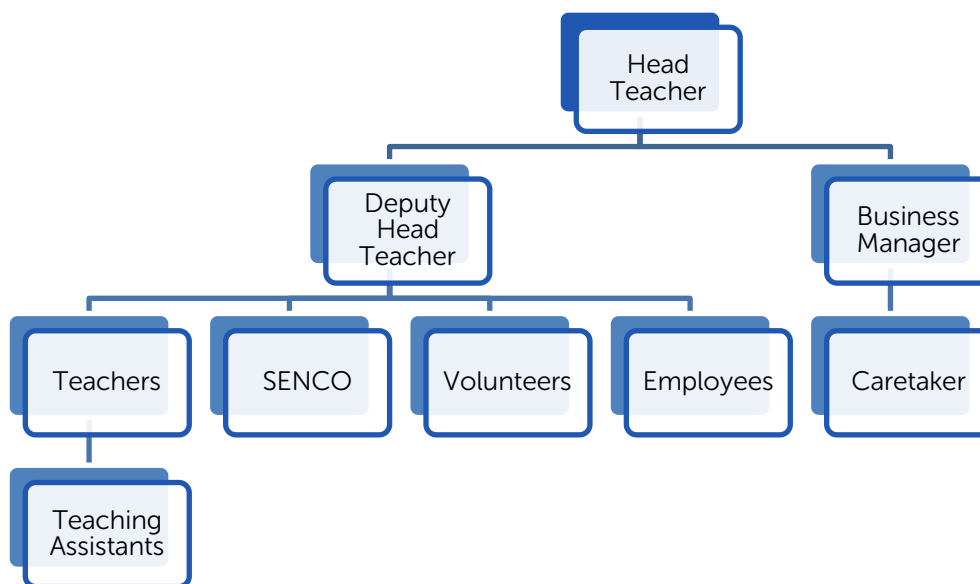 Head
Teacher
Deputy
Head
Teacher
Business
Manager
Teachers
SENCO
Volunteers
Employees
Caretaker
Teaching
Assistants